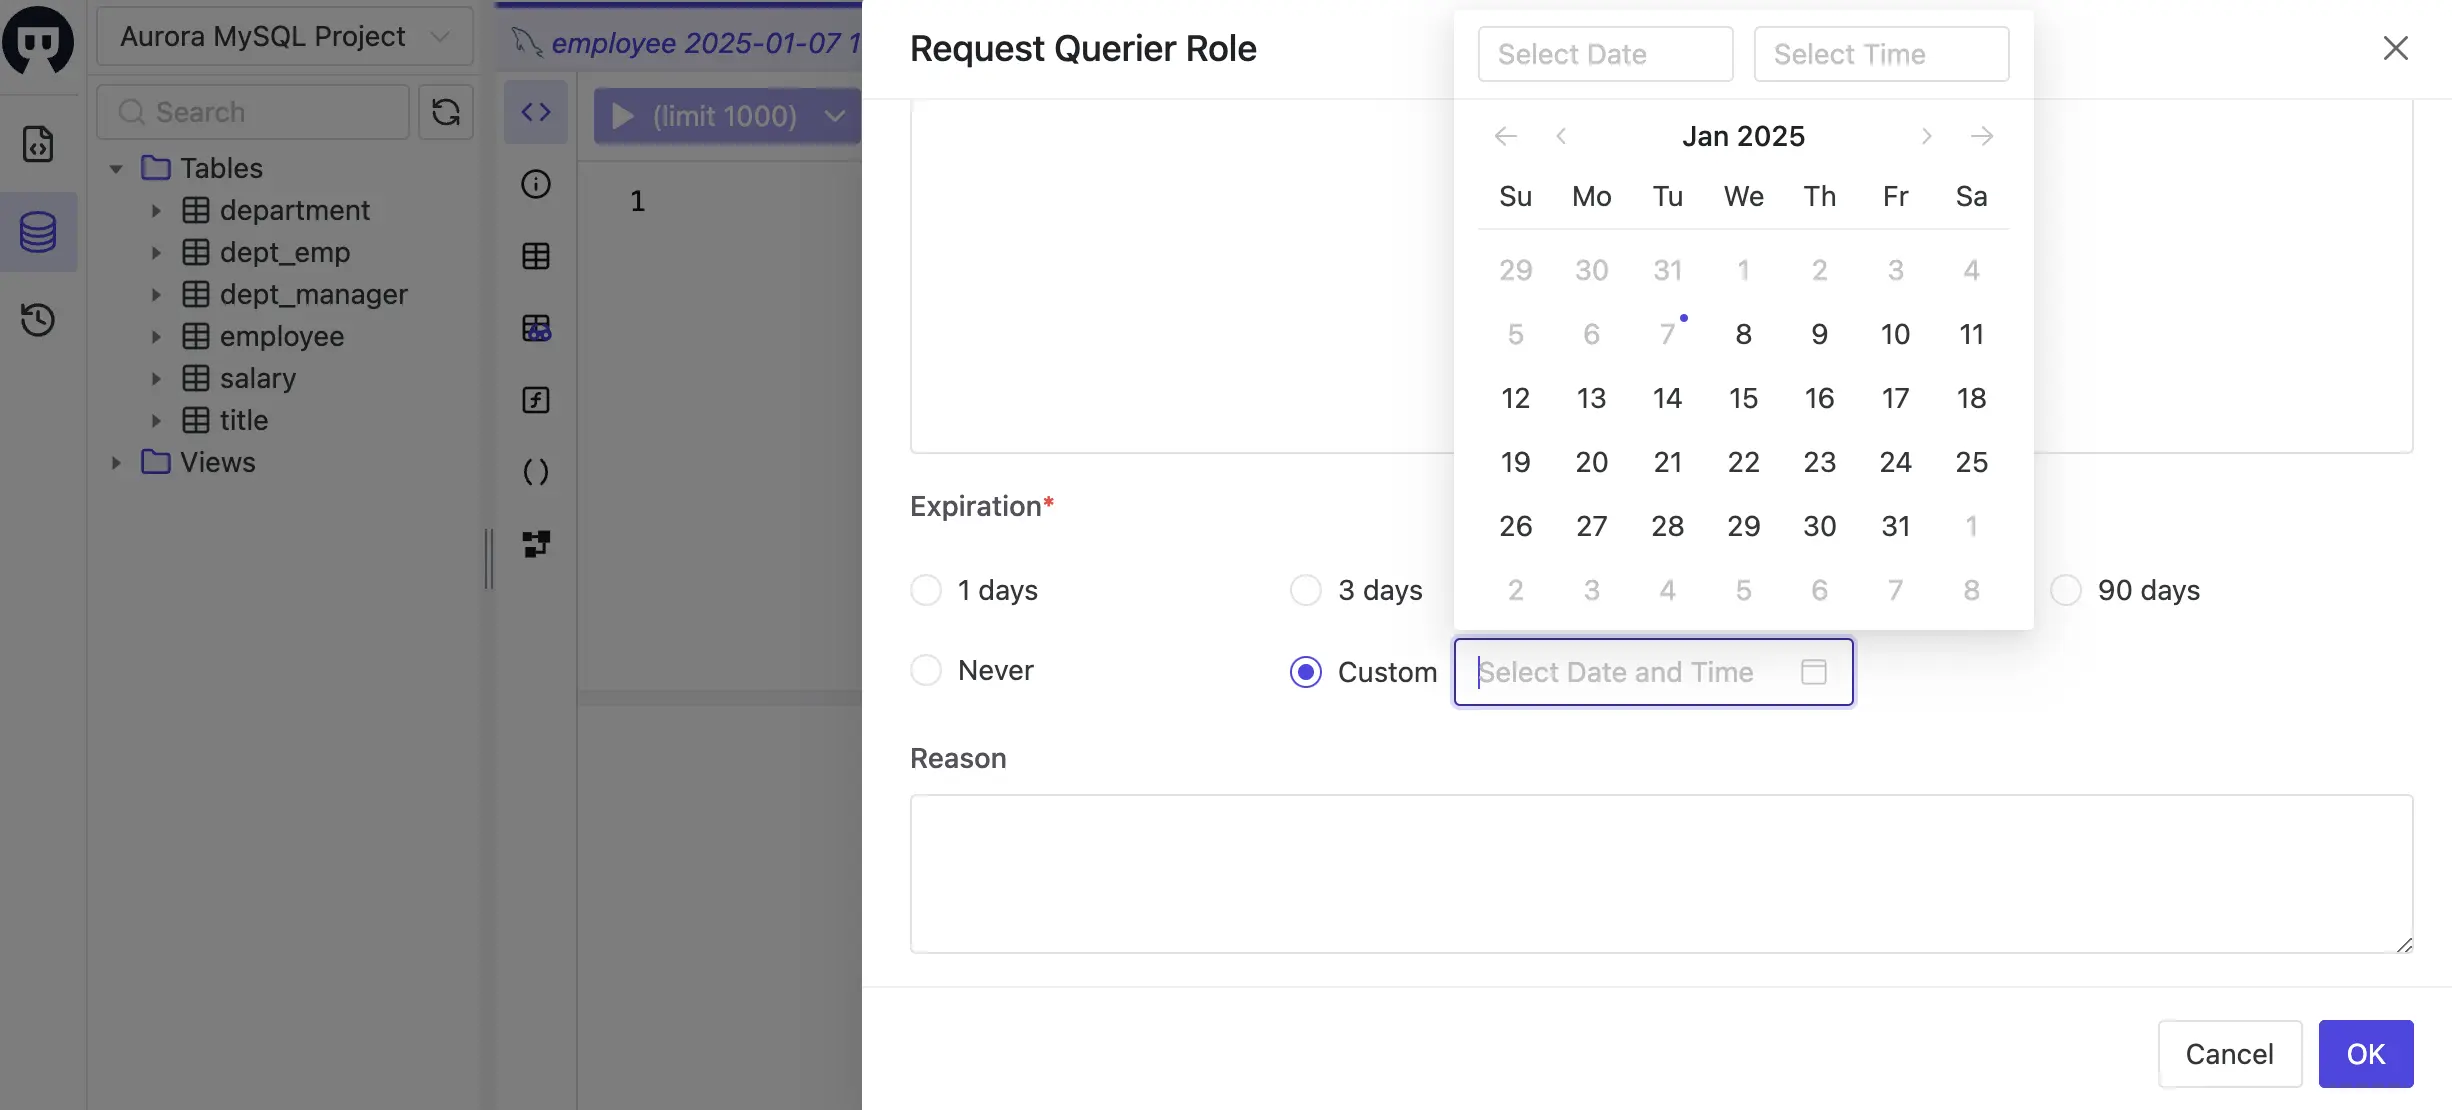 Aurora MySQL Project
Search
Tables
department
dept_emp
dept_manager
employee
salary
title
Views
employee 2025-01-07 1
(limit 1000)
1
Request Querier Role
Select Date
Select Time
Jan 2025
Su Mo Tu We Th Fr Sa
29 30 31 1 2 3 4
5 6 7 8 9 10 11
12 13 14 15 16 17 18
19 20 21 22 23 24 25
26 27 28 29 30 31 1
2 3 4 5 6 7 8
Expiration*
1 days
3 days
90 days
Never
Custom
Select Date and Time
Reason
Cancel
OK